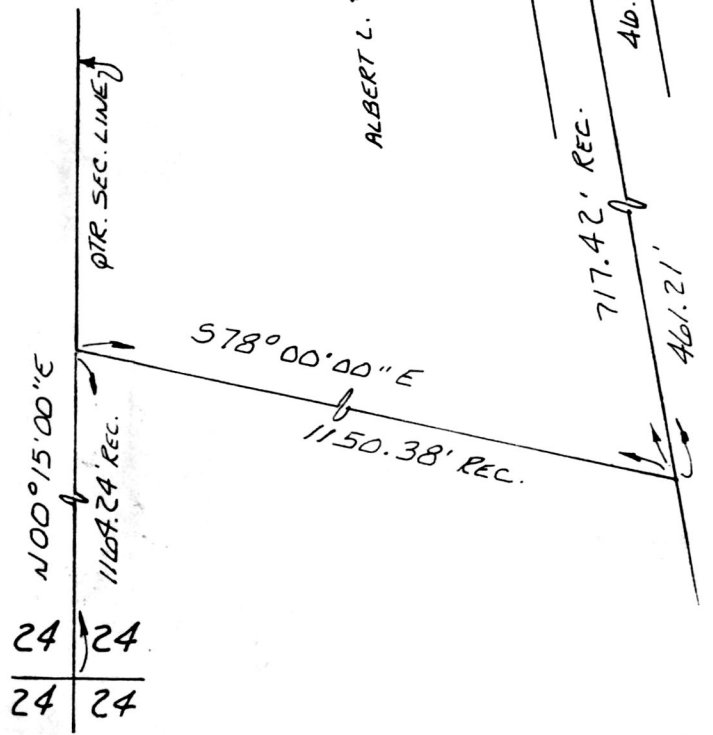 ALBERT L.
46.
QTR. SEC. LINE
717.42' REC.
461.21'
S78°00'00"E
1150.38' REC.
N00°15'00"E
1164.24' REC.
24 24
24 24